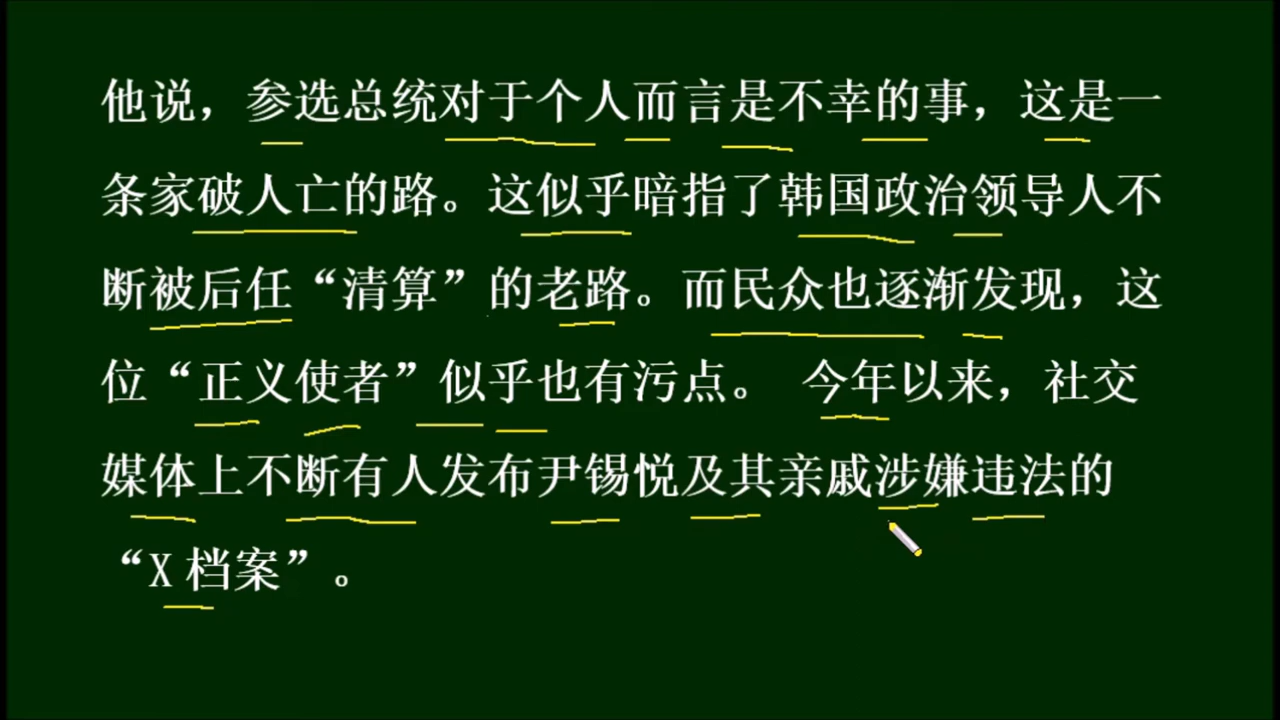 他说，参选总统对于个人而言是不幸的事，这是一
条家破人亡的路。这似乎暗指了韩国政治领导人不
断被后任“清算”的老路。而民众也逐渐发现，这
位“正义使者”似乎也有污点。 今年以来，社交
媒体上不断有人发布尹锡悦及其亲戚涉嫌违法的
“X 档案”。